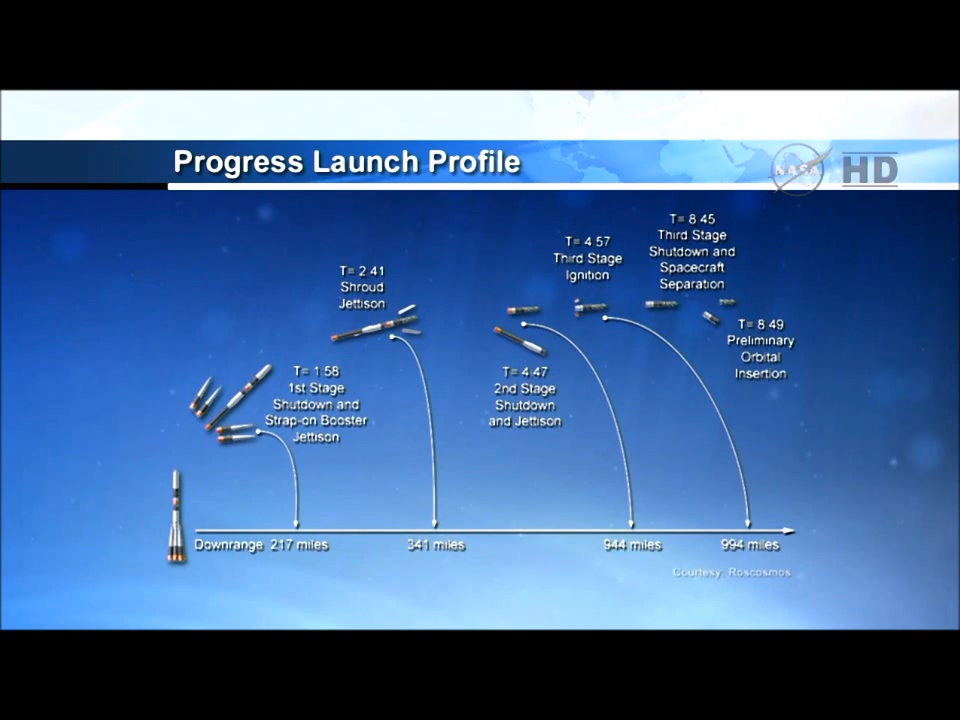 Progress Launch Profile
NASA
HD
T= 8 45
Third Stage
Shutdown and
Spacecraft
Separation
T= 4 57
Third Stage
Ignition
T= 2 41
Shroud
Jettison
T= 8 49
Preliminary
Orbital
Insertion
T= 1 58
1st Stage
Shutdown and
Strap-on Booster
Jettison
T= 4 47
2nd Stage
Shutdown
and Jettison
Downrange 217 miles
341 miles
944 miles
994 miles
Courtesy: Roscosmos